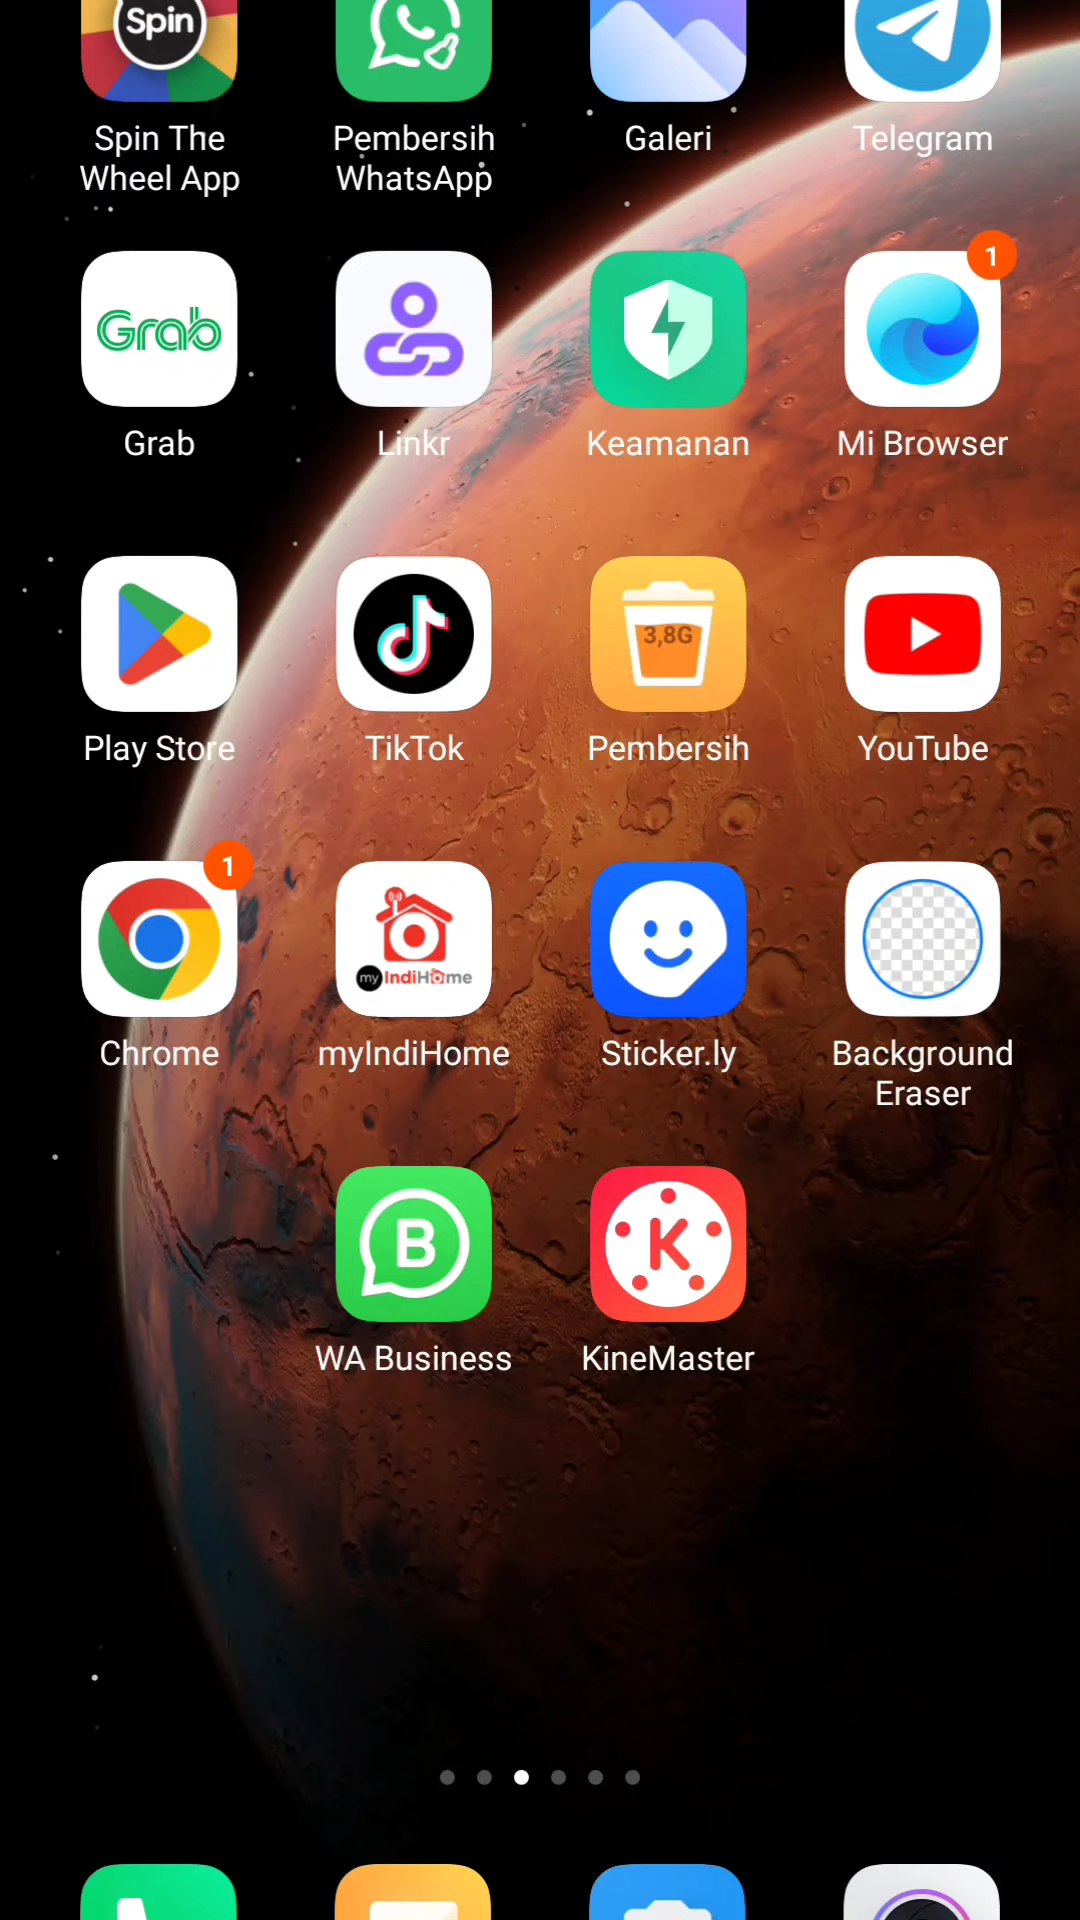 Spin
Spin The
Wheel App
Pembersih
WhatsApp
Galeri
Telegram
1
Grab
Grab
Linkr
Keamanan
Mi Browser
3,8G
Play Store
TikTok
Pembersih
YouTube
1
my IndiHome
Chrome
myIndiHome
Sticker.ly
Background
Eraser
B
K
WA Business
KineMaster